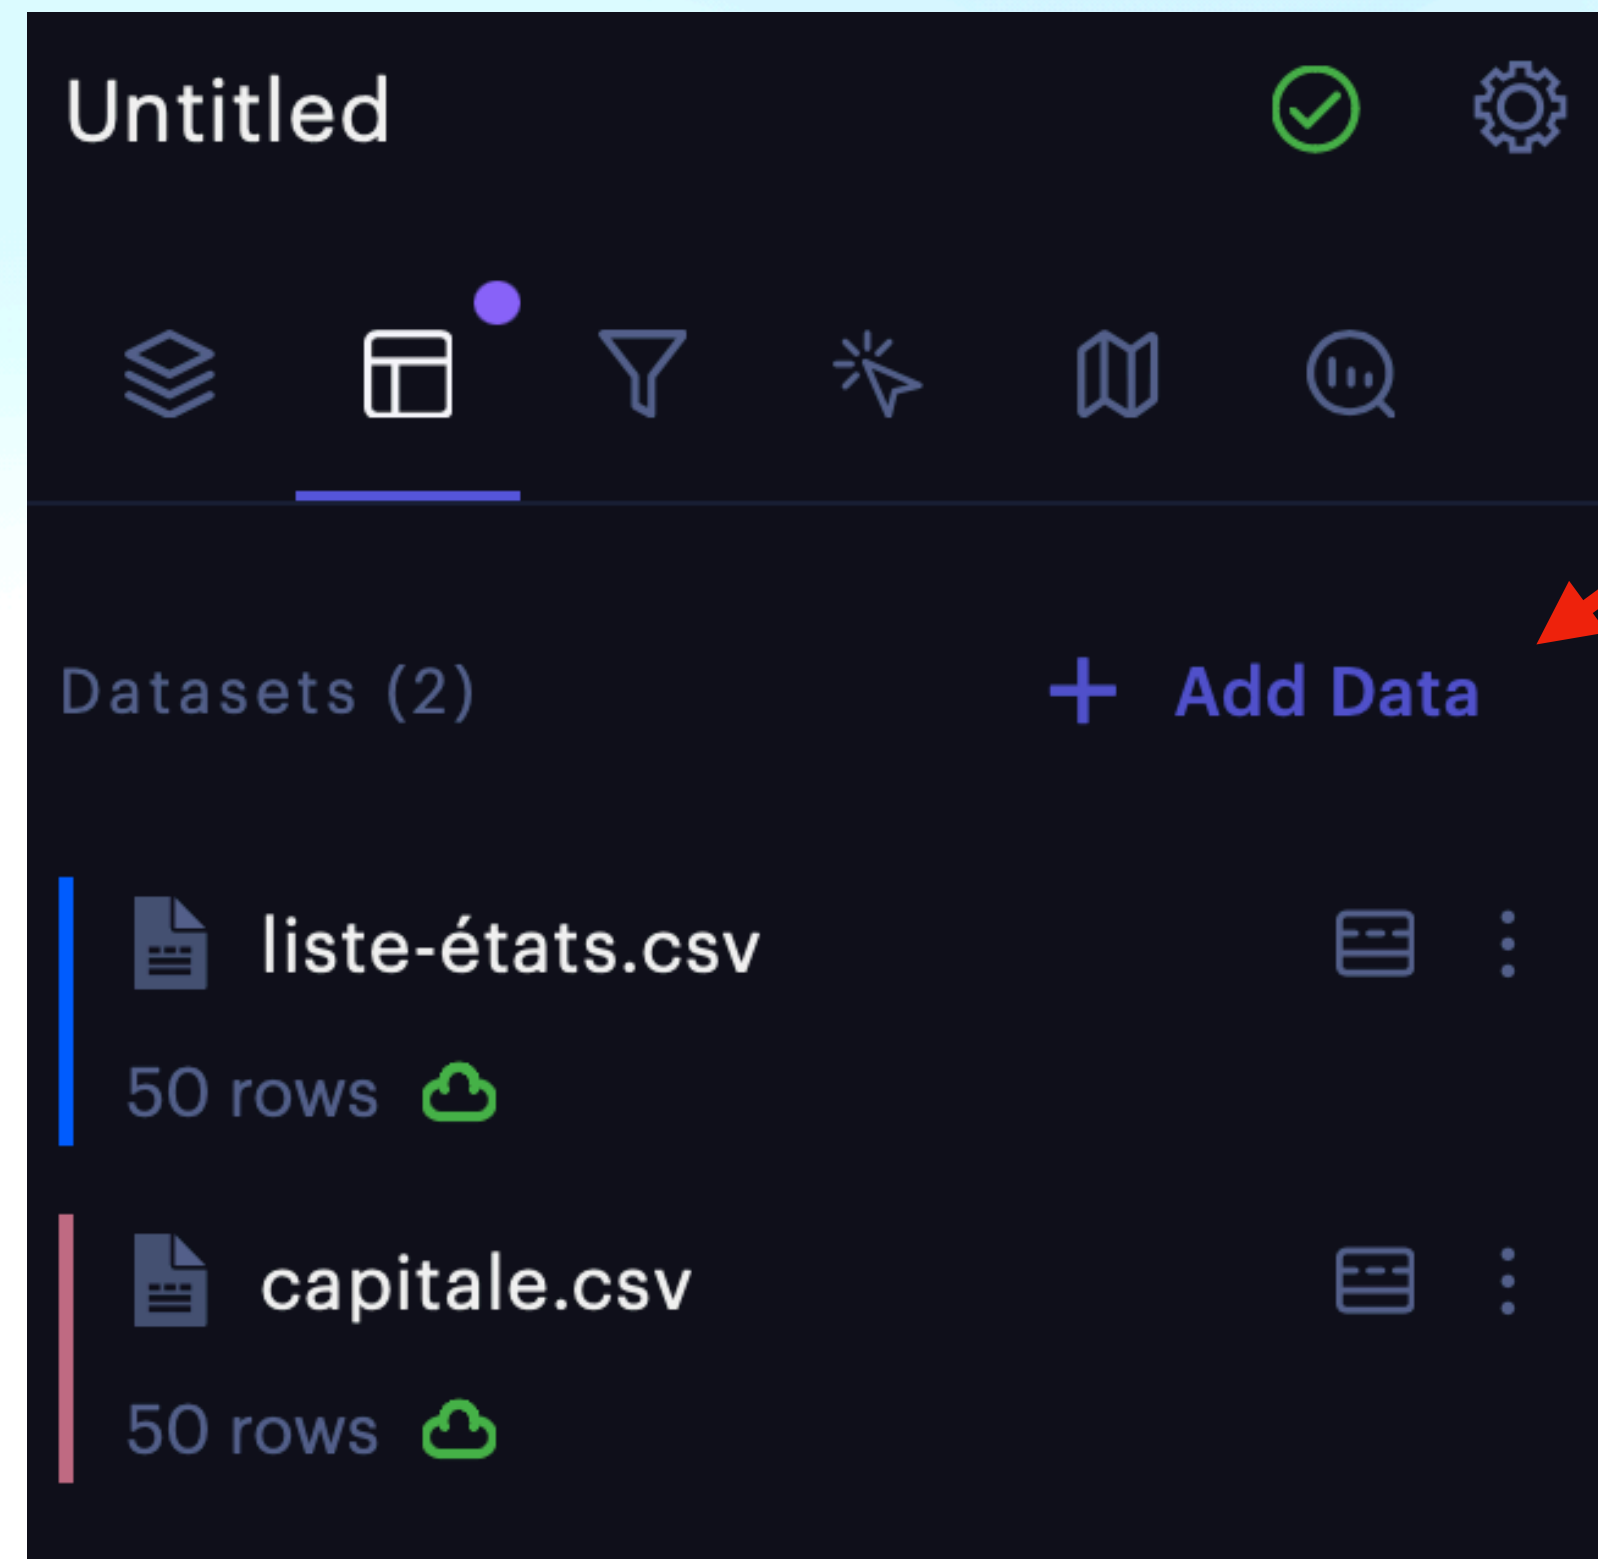 Untitled
Datasets (2)
+ Add Data
liste-états.csv
50 rows
capitale.csv
50 rows